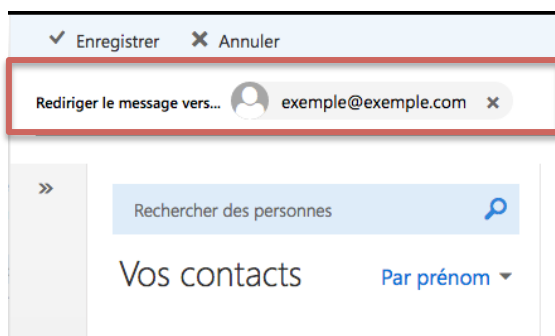 Enregistrer Annuler
Rediriger le message vers... exemple@exemple.com
Rechercher des personnes
Vos contacts Par prénom